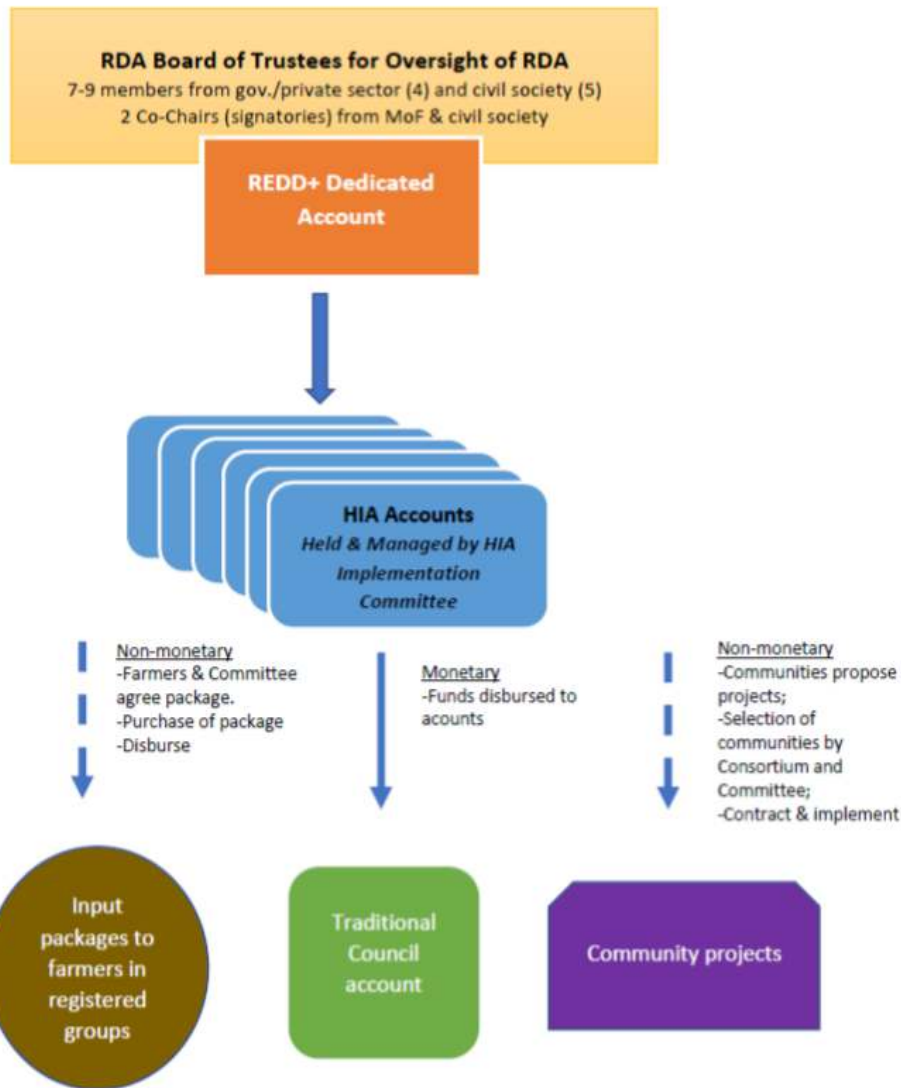 RDA Board of Trustees for Oversight of RDA
7-9 members from gov./private sector (4) and civil society (5)
2 Co-Chairs (signatories) from MoF & civil society
REDD+ Dedicated
Account
HIA Accounts
Held & Managed by HIA
Implementation
Committee
Non-monetary
-Farmers & Committee
agree package.
-Purchase of package
-Disburse
Monetary
-Funds disbursed to
acounts
Non-monetary
-Communities propose
projects;
-Selection of
communities by
Consortium and
Committee;
-Contract & implement
Input
packages to
farmers in
registered
groups
Traditional
Council
account
Community projects